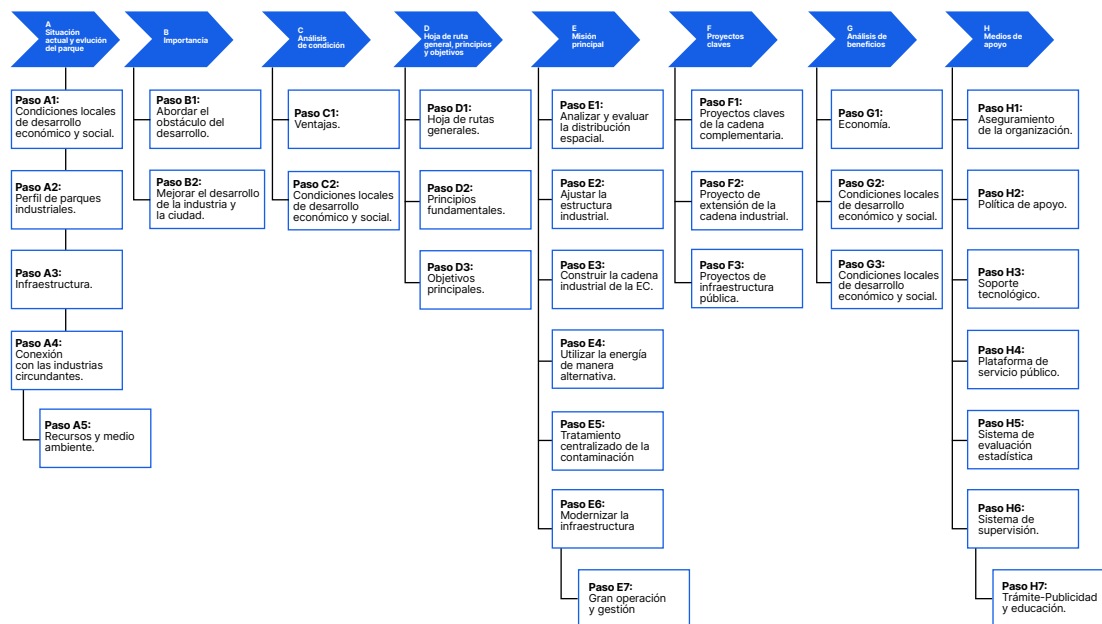 A
Situación
actual y evlución
del parque
B
Importancia
C
Análisis
de condición
D
Hoja de ruta
general, principios
y objetivos
E
Misión
principal
F
Proyectos
claves
G
Análisis de
beneficios
H
Medios de
apoyo
Paso A1:
Condiciones locales
de desarrollo
económico y social.
Paso A2:
Perfil de parques
industriales.
Paso A3:
Infraestructura.
Paso A4:
Conexión
con las industrias
circundantes.
Paso A5:
Recursos y medio
ambiente.
Paso B1:
Abordar el
obstáculo del
desarrollo.
Paso B2:
Mejorar el desarrollo
de la industria y
la ciudad.
Paso C1:
Ventajas.
Paso C2:
Condiciones locales
de desarrollo
económico y social.
Paso D1:
Hoja de rutas
generales.
Paso D2:
Principios
fundamentales.
Paso D3:
Objetivos
principales.
Paso E1:
Analizar y evaluar
la distribución
espacial.
Paso E2:
Ajustar la
estructura
industrial.
Paso E3:
Construir la cadena
industrial de la EC.
Paso E4:
Utilizar la energía
de manera
alternativa.
Paso E5:
Tratamiento
centralizado de la
contaminación
Paso E6:
Modernizar la
infraestructura
Paso E7:
Gran operación
y gestión
Paso F1:
Proyectos claves
de la cadena
complementaria.
Paso F2:
Proyecto de
extensión de la
cadena industrial.
Paso F3:
Proyectos de
infraestructura
pública.
Paso G1:
Economía.
Paso G2:
Condiciones locales
de desarrollo
económico y social.
Paso G3:
Condiciones locales
de desarrollo
económico y social.
Paso H1:
Aseguramiento
de la organización.
Paso H2:
Política de apoyo.
Paso H3:
Soporte
tecnológico.
Paso H4:
Plataforma de
servicio público.
Paso H5:
Sistema de
evaluación
estadística
Paso H6:
Sistema de
supervisión.
Paso H7:
Trámite-Publicidad
y educación.